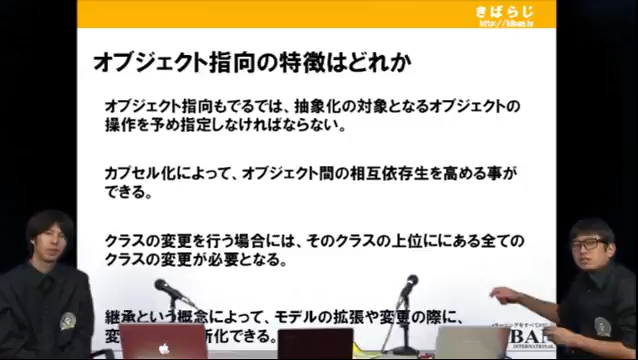 きばらじ
http://kiban.tv
オブジェクト指向の特徴はどれか
オブジェクト指向もでるでは、抽象化の対象となるオブジェクトの
操作を予め指定しなければならない。
カプセル化によって、オブジェクト間の相互依存生を高める事が
できる。
クラスの変更を行う場合には、そのクラスの上位ににある全ての
クラスの変更が必要となる。
継承という概念によって、モデルの拡張や変更の際に、
変
化できる。
INTERNATIONAL